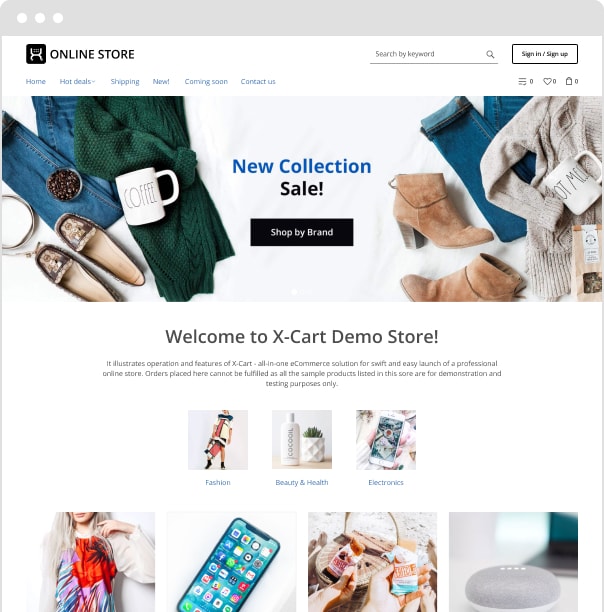 ONLINE STORE
Search by keyword
Sign in / Sign up
Home Hot deals Shipping New! Coming soon Contact us
0 0 0
COFFEE
New Collection
Sale!
Shop by Brand
Welcome to X-Cart Demo Store!
It illustrates operation and features of X-Cart - all-in-one eCommerce solution for swift and easy launch of a professional
online store. Orders placed here cannot be fulfilled as all the sample products listed in this sore are for demonstration and
testing purposes only.
COCOOIL
Fashion Beauty & Health Electronics